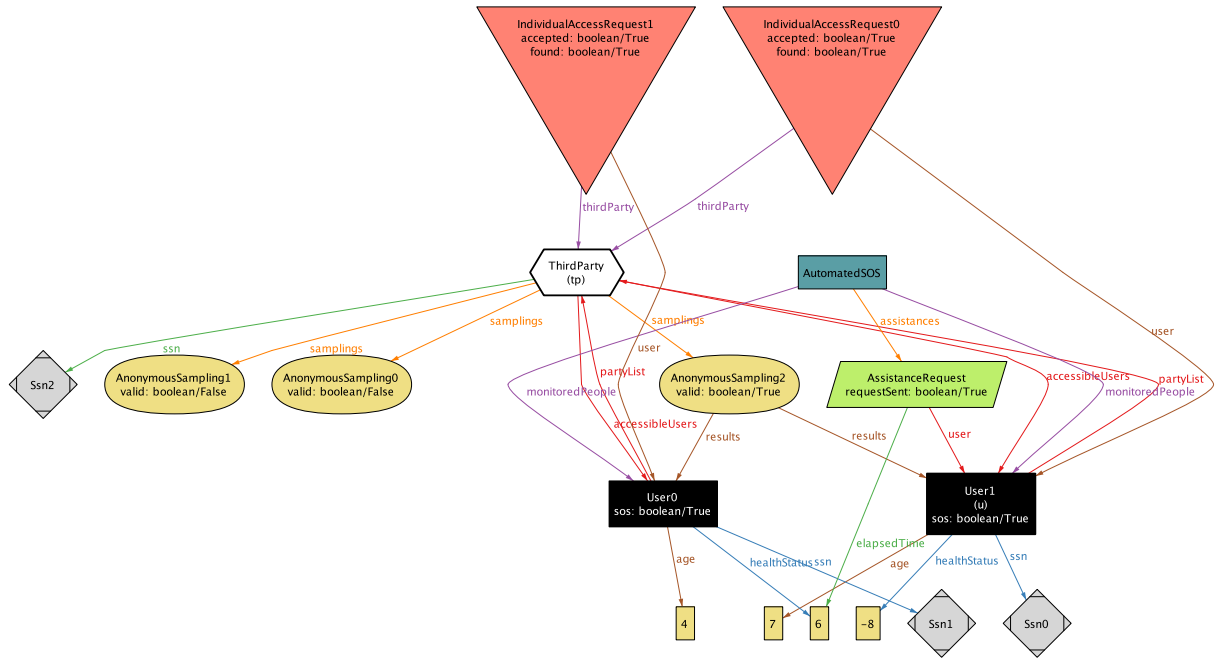 IndividualAccessRequest1
accepted: boolean/True
found: boolean/True
IndividualAccessRequest0
accepted: boolean/True
found: boolean/True
thirdParty
thirdParty
ThirdParty
(tp)
AutomatedSOS
samplings
samplings
assistances
user
ssn
samplings
user
Ssn2
AnonymousSampling1
valid: boolean/False
AnonymousSampling0
valid: boolean/False
partyList
AnonymousSampling2
valid: boolean/True
AssistanceRequest
requestSent: boolean/True
accessibleUsers
partyList
monitoredPeople
monitoredPeople
accessibleUsers
results
results
user
User0
sos: boolean/True
User1
(u)
sos: boolean/True
elapsedTime
age
healthStatus
ssn
age
healthStatus
ssn
4
7
6
-8
Ssn1
Ssn0